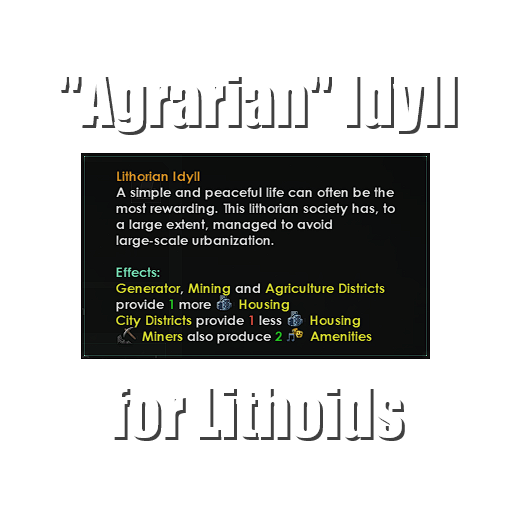 "Agrarian" Idyll
Lithorian Idyll
A simple and peaceful life can often be the
most rewarding. This lithorian society has, to
a large extent, managed to avoid
large-scale urbanization.
Effects:
Generator, Mining and Agriculture Districts
provide 1 more Housing
City Districts provide 1 less Housing
Miners also produce 2 Amenities
for Lithoids